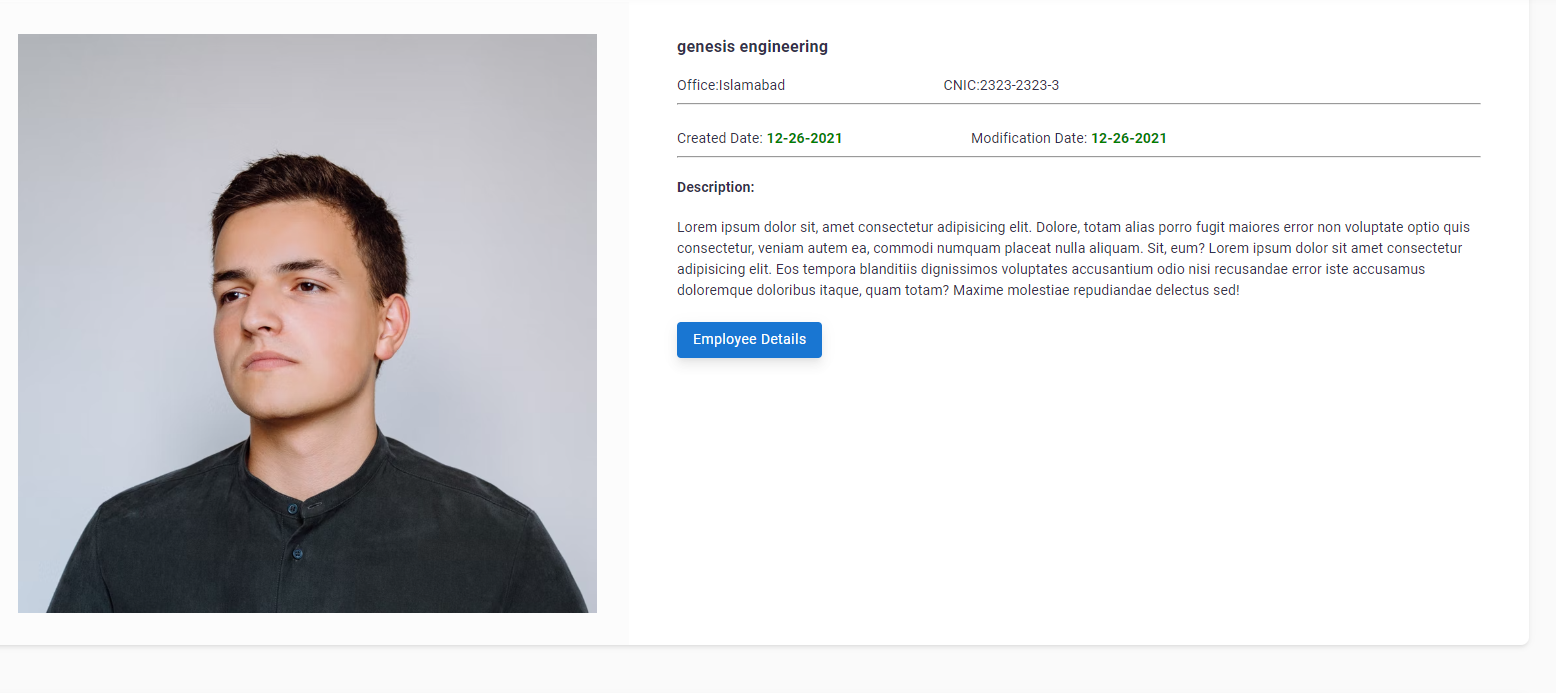 genesis engineering
Office:Islamabad CNIC:2323-2323-3
Created Date: 12-26-2021 Modification Date: 12-26-2021
Description:
Lorem ipsum dolor sit, amet consectetur adipisicing elit. Dolore, totam alias porro fugit maiores error non voluptate optio quis
consectetur, veniam autem ea, commodi numquam placeat nulla aliquam. Sit, eum? Lorem ipsum dolor sit amet consectetur
adipisicing elit. Eos tempora blanditiis dignissimos voluptates accusantium odio nisi recusandae error iste accusamus
doloremque doloribus itaque, quam totam? Maxime molestiae repudiandae delectus sed!
Employee Details